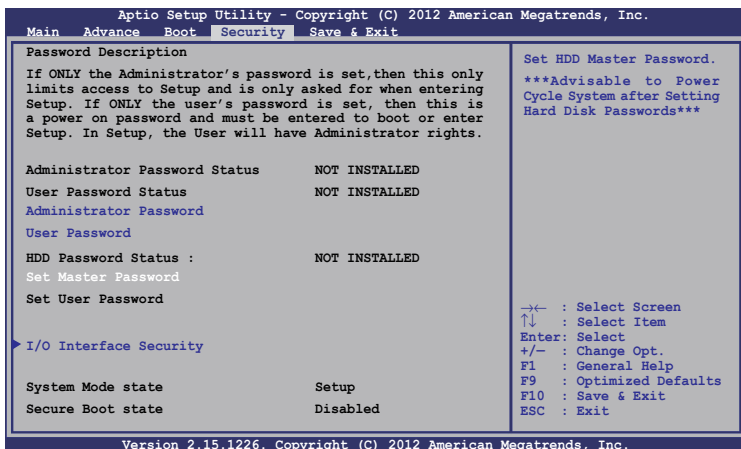 Aptio Setup Utility - Copyright (C) 2012 American Megatrends, Inc.
Main Advance Boot Security Save & Exit
Password Description
If ONLY the Administrator's password is set,then this only
limits access to Setup and is only asked for when entering
Setup. If ONLY the user's password is set, then this is
a power on password and must be entered to boot or enter
Setup. In Setup, the User will have Administrator rights.
Administrator Password Status NOT INSTALLED
User Password Status NOT INSTALLED
Administrator Password
User Password
HDD Password Status : NOT INSTALLED
Set Master Password
Set User Password
I/O Interface Security
System Mode state Setup
Secure Boot state Disabled
Set HDD Master Password.
***Advisable to Power
Cycle System after Setting
Hard Disk Passwords***
→← : Select Screen
↑↓ : Select Item
Enter: Select
+/— : Change Opt.
F1 : General Help
F9 : Optimized Defaults
F10 : Save & Exit
ESC : Exit
Version 2.15.1226. Copyright (C) 2012 American Megatrends, Inc.